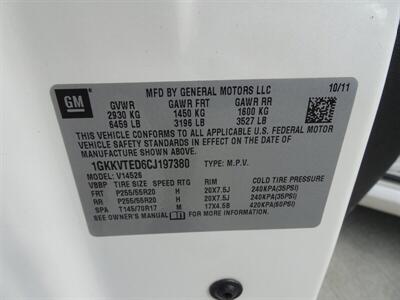 GM
MFD BY GENERAL MOTORS LLC
10/11
GVWR GAWR FRT GAWR RR
2930 KG 1450 KG 1600 KG
6459 LB 3196 LB 3527 LB
THIS VEHICLE CONFORMS TO ALL APPLICABLE U.S. FEDERAL MOTOR
VEHICLE SAFETY STANDARDS IN EFFECT ON THE DATE OF
MANUFACTURE SHOWN ABOVE.
1GKKVTED6CJ197380 TYPE: M.P.V.
MODEL: V14526
VBBP TIRE SIZE SPEED RTG RIM COLD TIRE PRESSURE
FRT P255/55R20 H 20X7.5J 240KPA(35PSI)
RR P255/55R20 H 20X7.5J 240KPA(35PSI)
SPA T145/70R17 M 17X4.5B 420KPA(60PSI)
SEE OWNER'S MANUAL FOR MORE INFORMATION